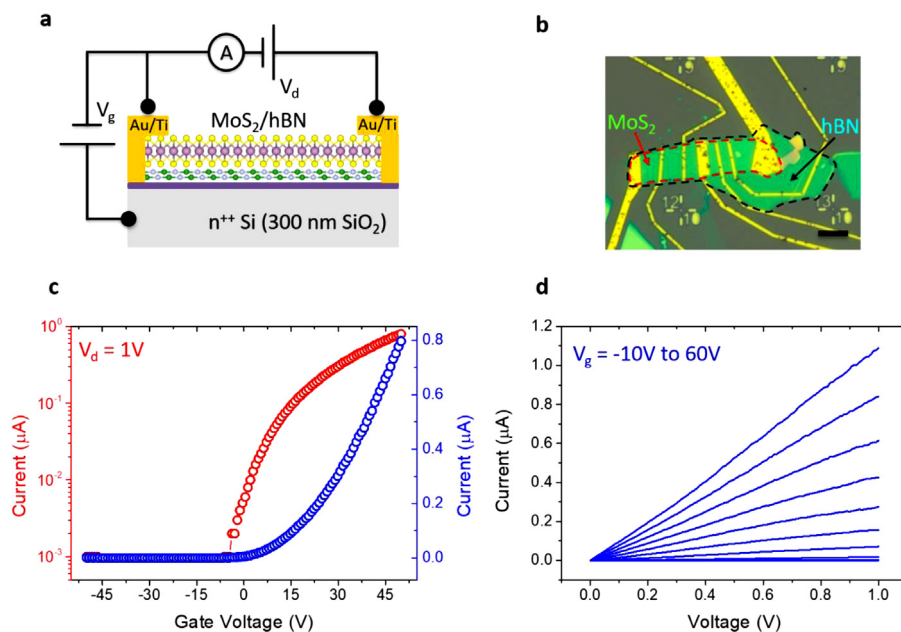 a
A
V_g
V_d
Au/Ti
MoS₂/hBN
Au/Ti
n⁺⁺ Si (300 nm SiO₂)
b
MoS₂
hBN
c
V_d = 1V
Current (μA)
10⁰
10⁻¹
10⁻²
10⁻³
-45 -30 -15 0 15 30 45
Gate Voltage (V)
0.8
0.6
0.4
0.2
0.0
Current (μA)
d
V_g = -10V to 60V
Current (μA)
1.2
1.0
0.8
0.6
0.4
0.2
0.0
0.0 0.2 0.4 0.6 0.8 1.0
Voltage (V)